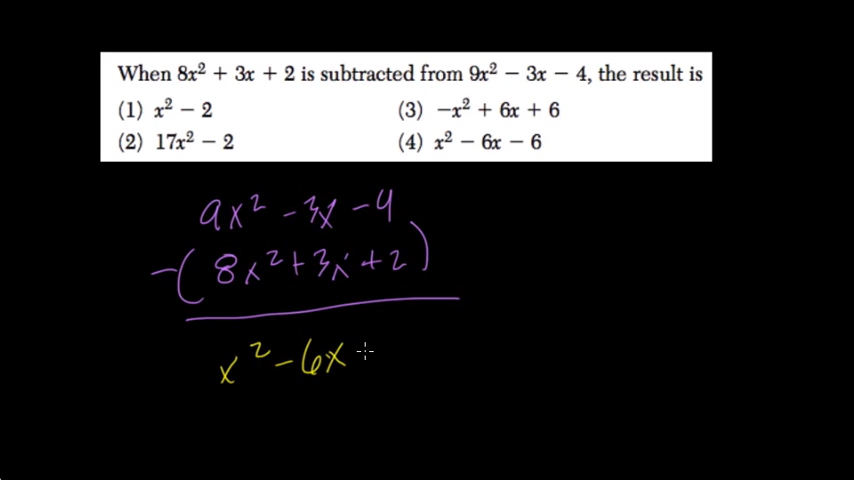 When 8x² + 3x + 2 is subtracted from 9x² − 3x − 4, the result is
(1) x² − 2 (3) −x² + 6x + 6
(2) 17x² − 2 (4) x² − 6x − 6
9x² − 3x − 4
−( 8x² + 3x + 2 )
x² − 6x